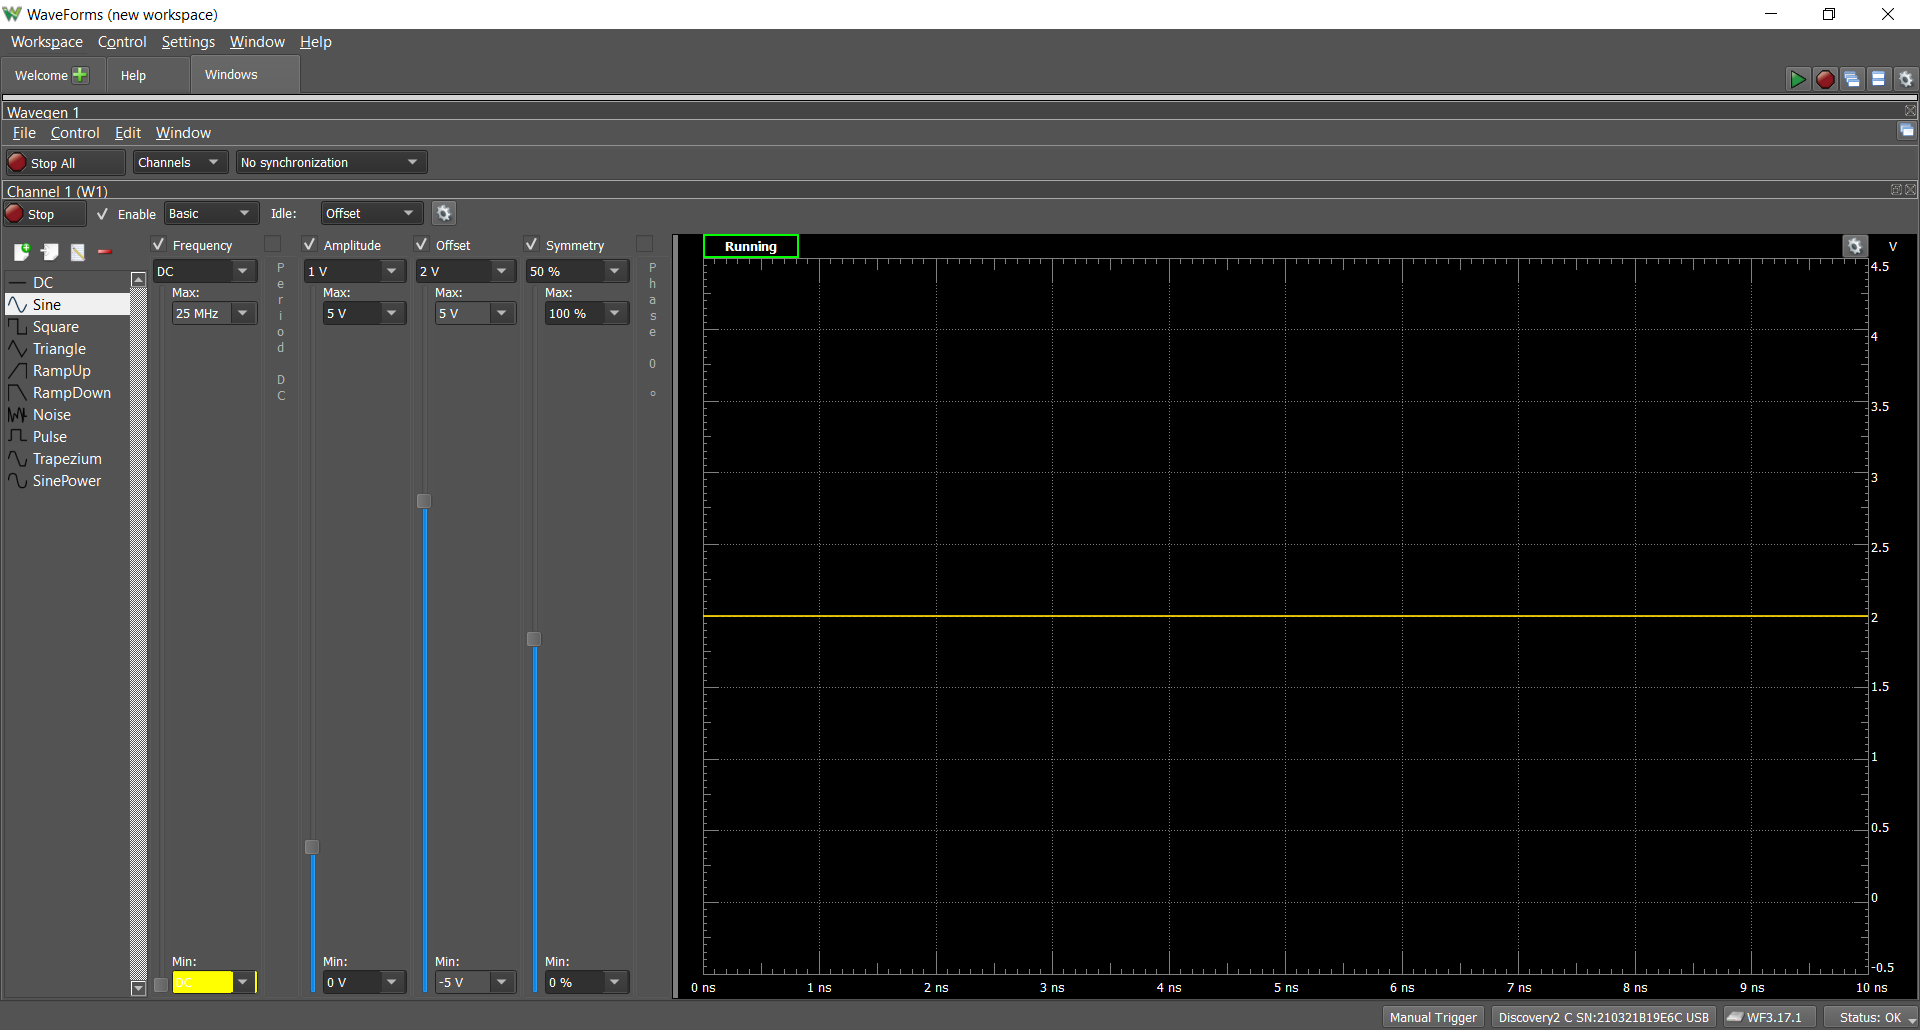 WaveForms (new workspace)
Workspace Control Settings Window Help
Welcome Help Windows
Wavegen 1
File Control Edit Window
Stop All Channels No synchronization
Channel 1 (W1)
Stop Enable Basic Idle: Offset
Frequency Amplitude Offset Symmetry
DC 1 V 2 V 50 %
Max: Max: Max: Max:
25 MHz 5 V 5 V 100 %
Period DC
Phase 0 °
DC
Sine
Square
Triangle
RampUp
RampDown
Noise
Pulse
Trapezium
SinePower
Min: Min: Min: Min:
DC 0 V -5 V 0 %
Running
V
4.5
4
3.5
3
2.5
2
1.5
1
0.5
0
-0.5
0 ns 1 ns 2 ns 3 ns 4 ns 5 ns 6 ns 7 ns 8 ns 9 ns 10 ns
Manual Trigger Discovery2 C SN:210321B19E6C USB WF3.17.1 Status: OK